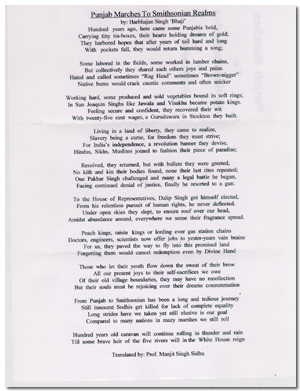 Punjab Marches To Smithsonian Realms
by: Harbhajan Singh 'Bhaji'
Hundred years ago, here came some Punjabis bold,
Carrying tiny tin-boxes, their hearts holding dreams of gold;
They harbored hopes that after years of toil hard and long
With pockets full, they would return humming a song;
Some labored in the fields, some worked in lumber chains,
But collectively they shared each others joys and pains.
Hated and called sometimes "Rag Head" sometimes "Brown-nigger"
Native bums would crack caustic comments and often snicker
Working hard, some produced and sold vegetables bound in soft rings;
In San Joaquin Singhs like Jawala and Visakha became potato kings.
Feeling secure and confident, they recovered their wit
With twenty-five cent wages, a Guruduwara in Stockton they built.
Living in a land of liberty, they came to realize,
Slavery being a curse, for freedom they must strive;
For India's independence, a revolution banner they devise;
Hindus, Sikhs, Muslims joined to fashion their piece of paradise;
Resolved, they returned, but with bullets they were greeted,
No kith and kin their bodies found, none their last rites repeated;
One Pakhar Singh challenged and many a legal battle he begun,
Facing continued denial of justice, finally he resorted to a gun.
To the House of Representatives, Dalip Singh got himself elected,
From his relentless pursuit of human rights, he never deflected.
Under open skies they slept, to ensure roof over our head,
Amidst abundance around, everywhere we sense their fragrance spread.
Peach kings, raisin kings or lording over gas station chains
Doctors, engineers, scientists now offer jobs to yester-years vain brains
For us, they paved the way to fly into this promised land
Forgetting them would cancel redemption even by Divine Hand
Those who let their youth flow down the sweat of their brow
All our present joys to their self-sacrifices we owe
Of their old village boundaries, they may have no recollection
But their souls must be rejoicing over their dreams consummation
From Punjab to Smithsonian has been a long and tedious journey
Still innocent Sodhis get killed for lack of complete equality
Long strides have we taken yet still elusive is our goal
Compared to many nations in many marshes we still roll
Hundred years old caravan will continue rolling in thunder and rain
Till some brave heir of the five rivers will in the White House reign
Translated by: Prof. Manjit Singh Sidhu